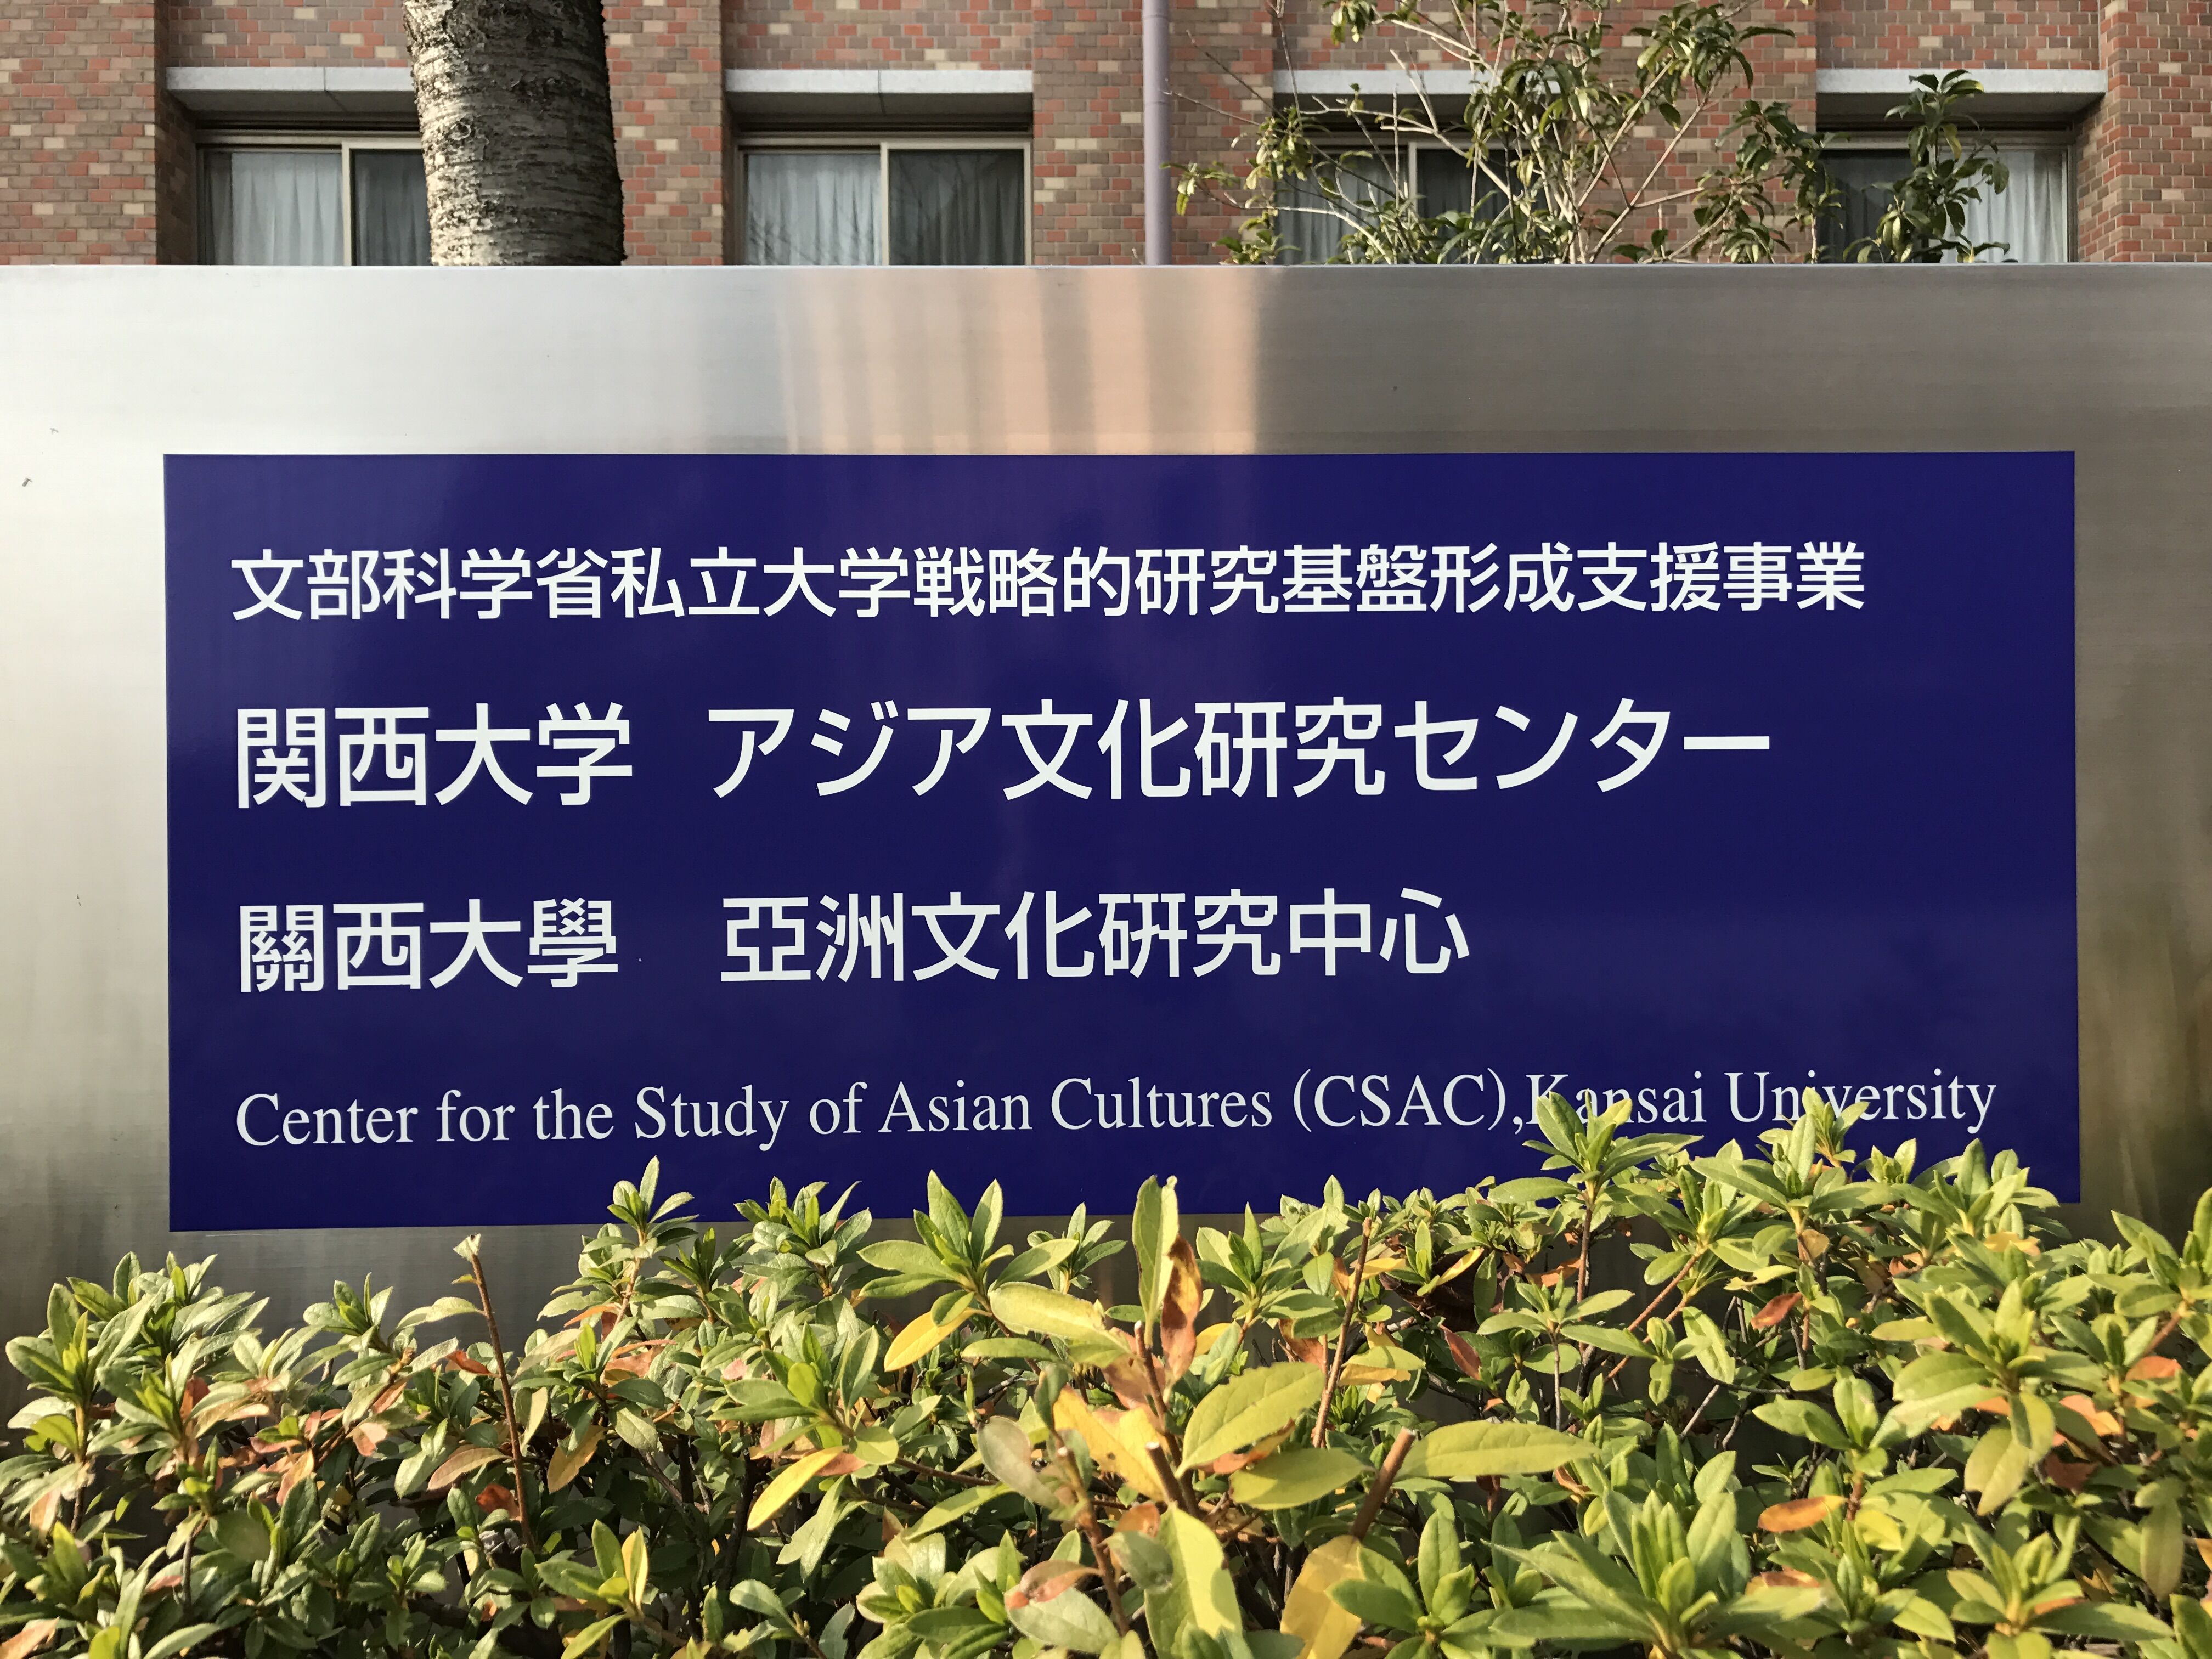 文部科学省私立大学戦略的研究基盤形成支援事業
関西大学　アジア文化研究センター
關西大學　亞洲文化硏究中心
Center for the Study of Asian Cultures (CSAC),Kansai University